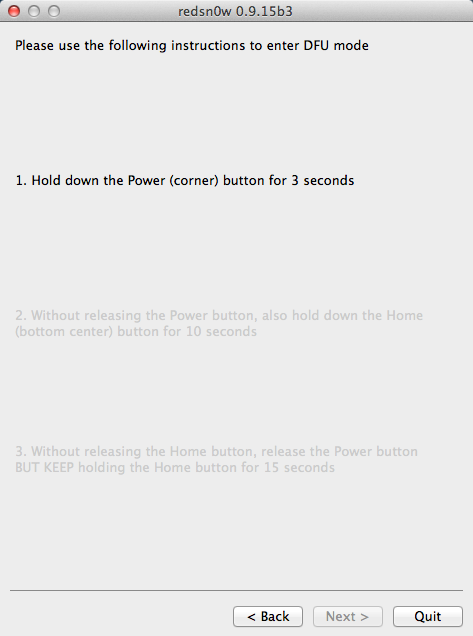 redsn0w 0.9.15b3
Please use the following instructions to enter DFU mode
1. Hold down the Power (corner) button for 3 seconds
2. Without releasing the Power button, also hold down the Home
(bottom center) button for 10 seconds
3. Without releasing the Home button, release the Power button
BUT KEEP holding the Home button for 15 seconds
< Back
Next >
Quit